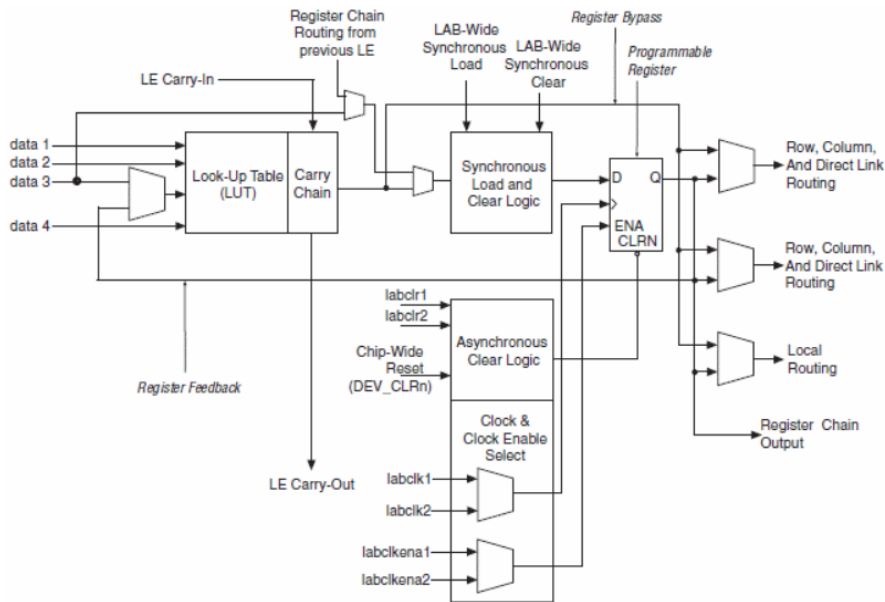 Register Chain
Routing from
previous LE
LAB-Wide
Synchronous
Load
LAB-Wide
Synchronous
Clear
Register Bypass
Programmable
Register
LE Carry-In
data 1
data 2
data 3
data 4
Look-Up Table
(LUT)
Carry
Chain
Synchronous
Load and
Clear Logic
D
Q
ENA
CLRN
Row, Column,
And Direct Link
Routing
Row, Column,
And Direct Link
Routing
Local
Routing
Register Chain
Output
labclr1
labclr2
Chip-Wide
Reset
(DEV_CLRn)
Asynchronous
Clear Logic
Register Feedback
Clock &
Clock Enable
Select
LE Carry-Out
labclk1
labclk2
labclkena1
labclkena2